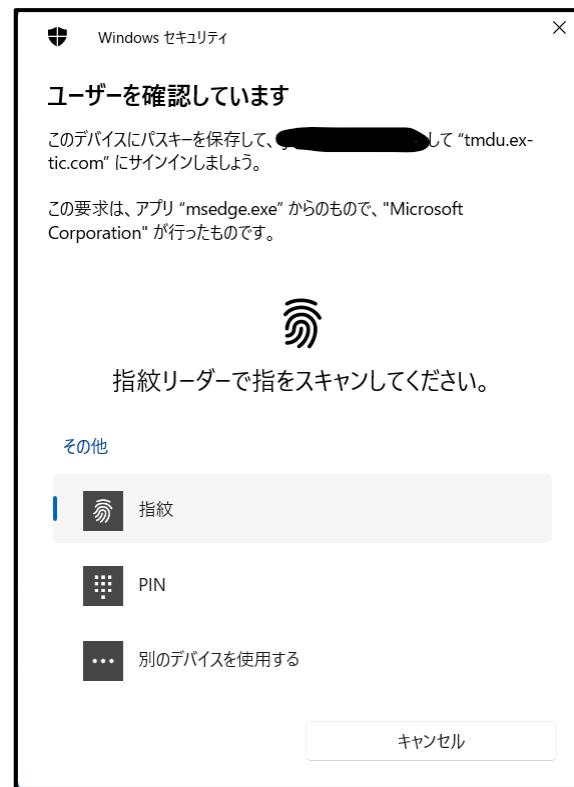 Windows セキュリティ
ユーザーを確認しています
このデバイスにパスキーを保存して、 して "tmdu.ex-
tic.com" にサインインしましょう。
この要求は、アプリ "msedge.exe" からのもので、"Microsoft
Corporation" が行ったものです。
指紋リーダーで指をスキャンしてください。
その他
指紋
PIN
別のデバイスを使用する
キャンセル